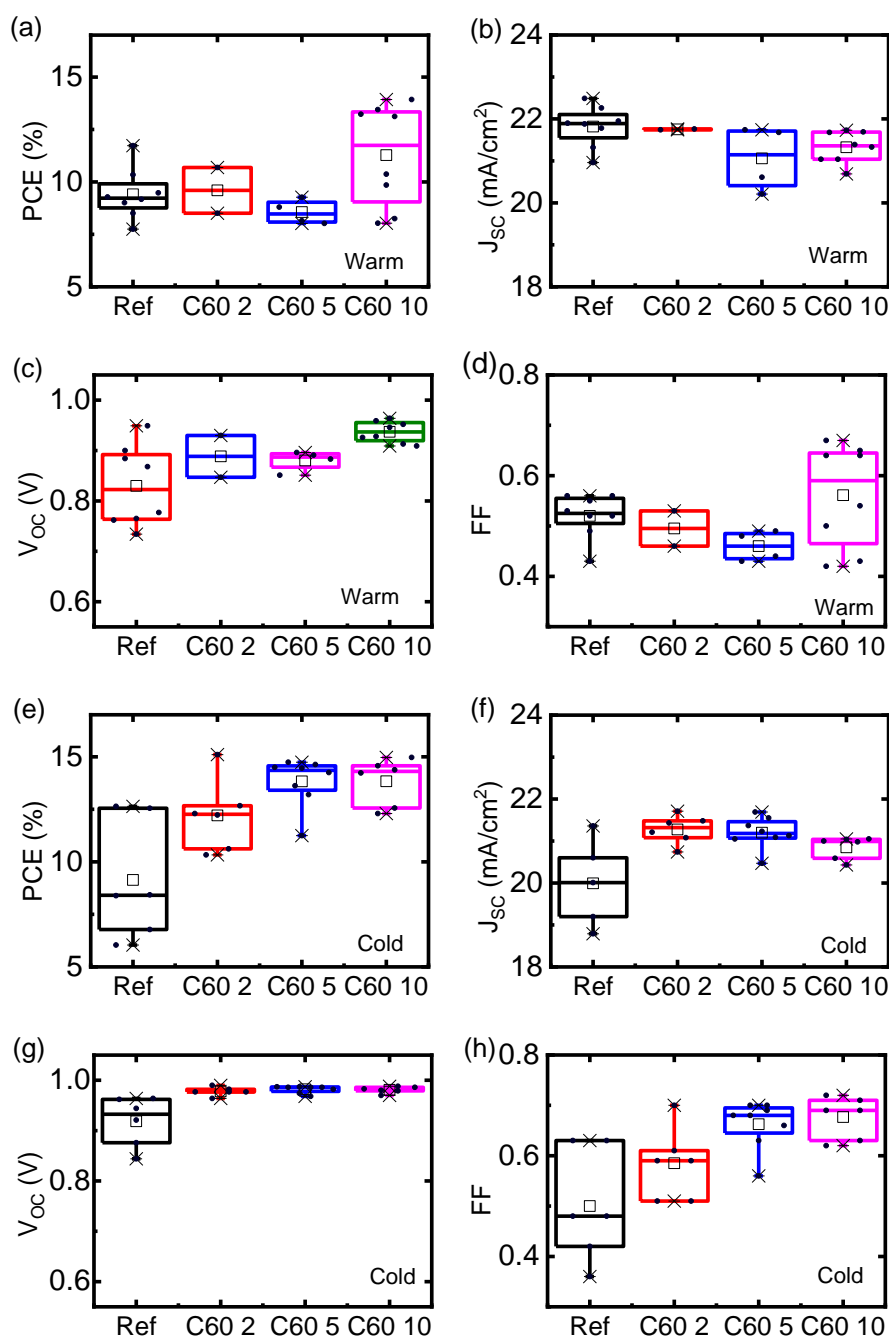 (a)
15
10
5
PCE (%)
Warm
Ref C60 2 C60 5 C60 10
(b)
24
22
20
18
J_SC (mA/cm²)
Warm
Ref C60 2 C60 5 C60 10
(c)
1.0
0.8
0.6
V_OC (V)
Warm
Ref C60 2 C60 5 C60 10
(d)
0.8
0.6
0.4
FF
Warm
Ref C60 2 C60 5 C60 10
(e)
15
10
5
PCE (%)
Cold
Ref C60 2 C60 5 C60 10
(f)
24
22
20
18
J_SC (mA/cm²)
Cold
Ref C60 2 C60 5 C60 10
(g)
1.0
0.8
0.6
V_OC (V)
Cold
Ref C60 2 C60 5 C60 10
(h)
0.8
0.6
0.4
FF
Cold
Ref C60 2 C60 5 C60 10